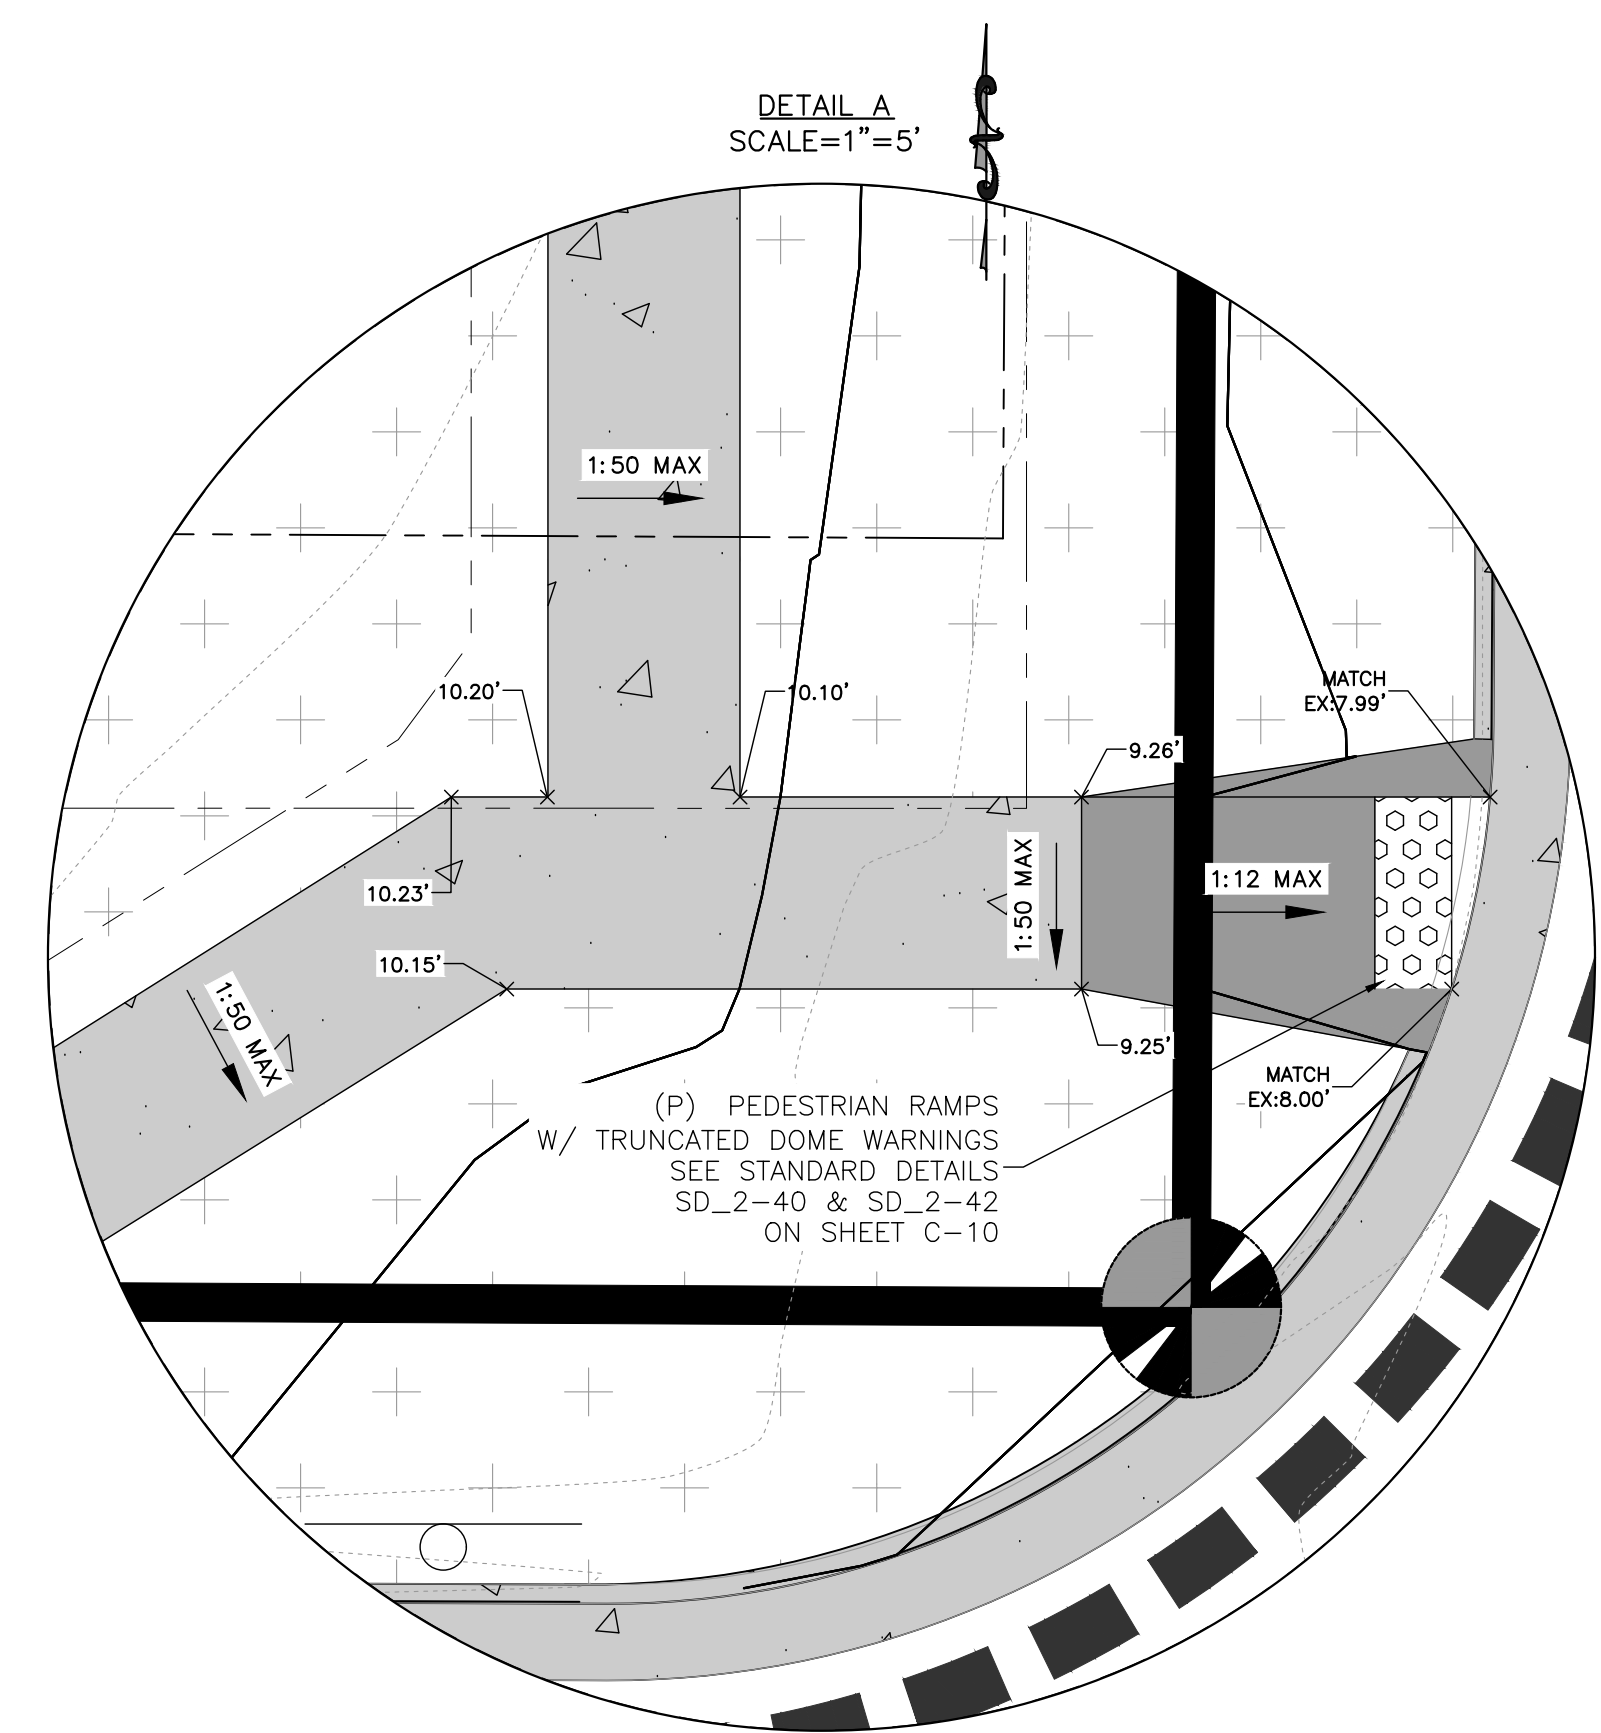 DETAIL A
SCALE=1"=5'
1:50 MAX
10.20'
10.10'
MATCH
EX:7.99'
9.26'
1:50 MAX
1:12 MAX
10.23'
10.15'
1:50 MAX
9.25'
MATCH
EX:8.00'
(P) PEDESTRIAN RAMPS
W/ TRUNCATED DOME WARNINGS
SEE STANDARD DETAILS
SD_2-40 & SD_2-42
ON SHEET C-10